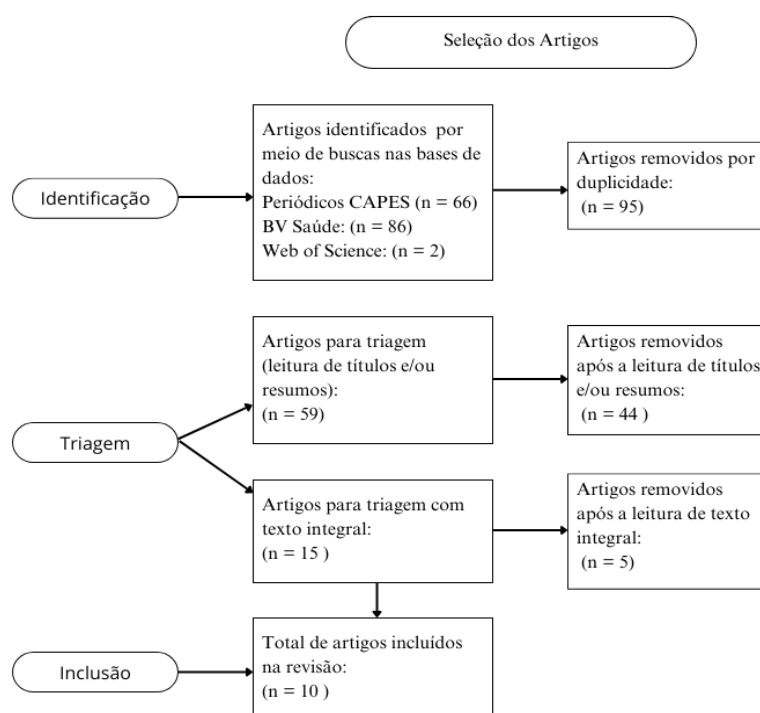 Seleção dos Artigos
Identificação
Artigos identificados por
meio de buscas nas bases de
dados:
Periódicos CAPES (n = 66)
BV Saúde: (n = 86)
Web of Science: (n = 2)
Artigos removidos por
duplicidade:
(n = 95)
Triagem
Artigos para triagem
(leitura de títulos e/ou
resumos):
(n = 59)
Artigos removidos
após a leitura de títulos
e/ou resumos:
(n = 44 )
Artigos para triagem com
texto integral:
(n = 15 )
Artigos removidos
após a leitura de texto
integral:
(n = 5)
Inclusão
Total de artigos incluídos
na revisão:
(n = 10 )